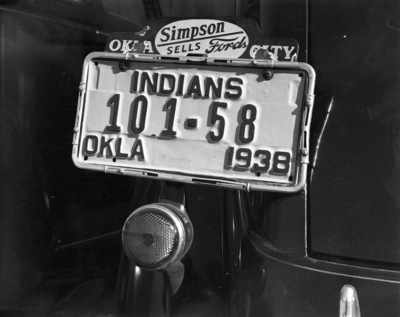 Simpson
OKLA SELLS Fords CITY
INDIANS
101-58
OKLA 1938